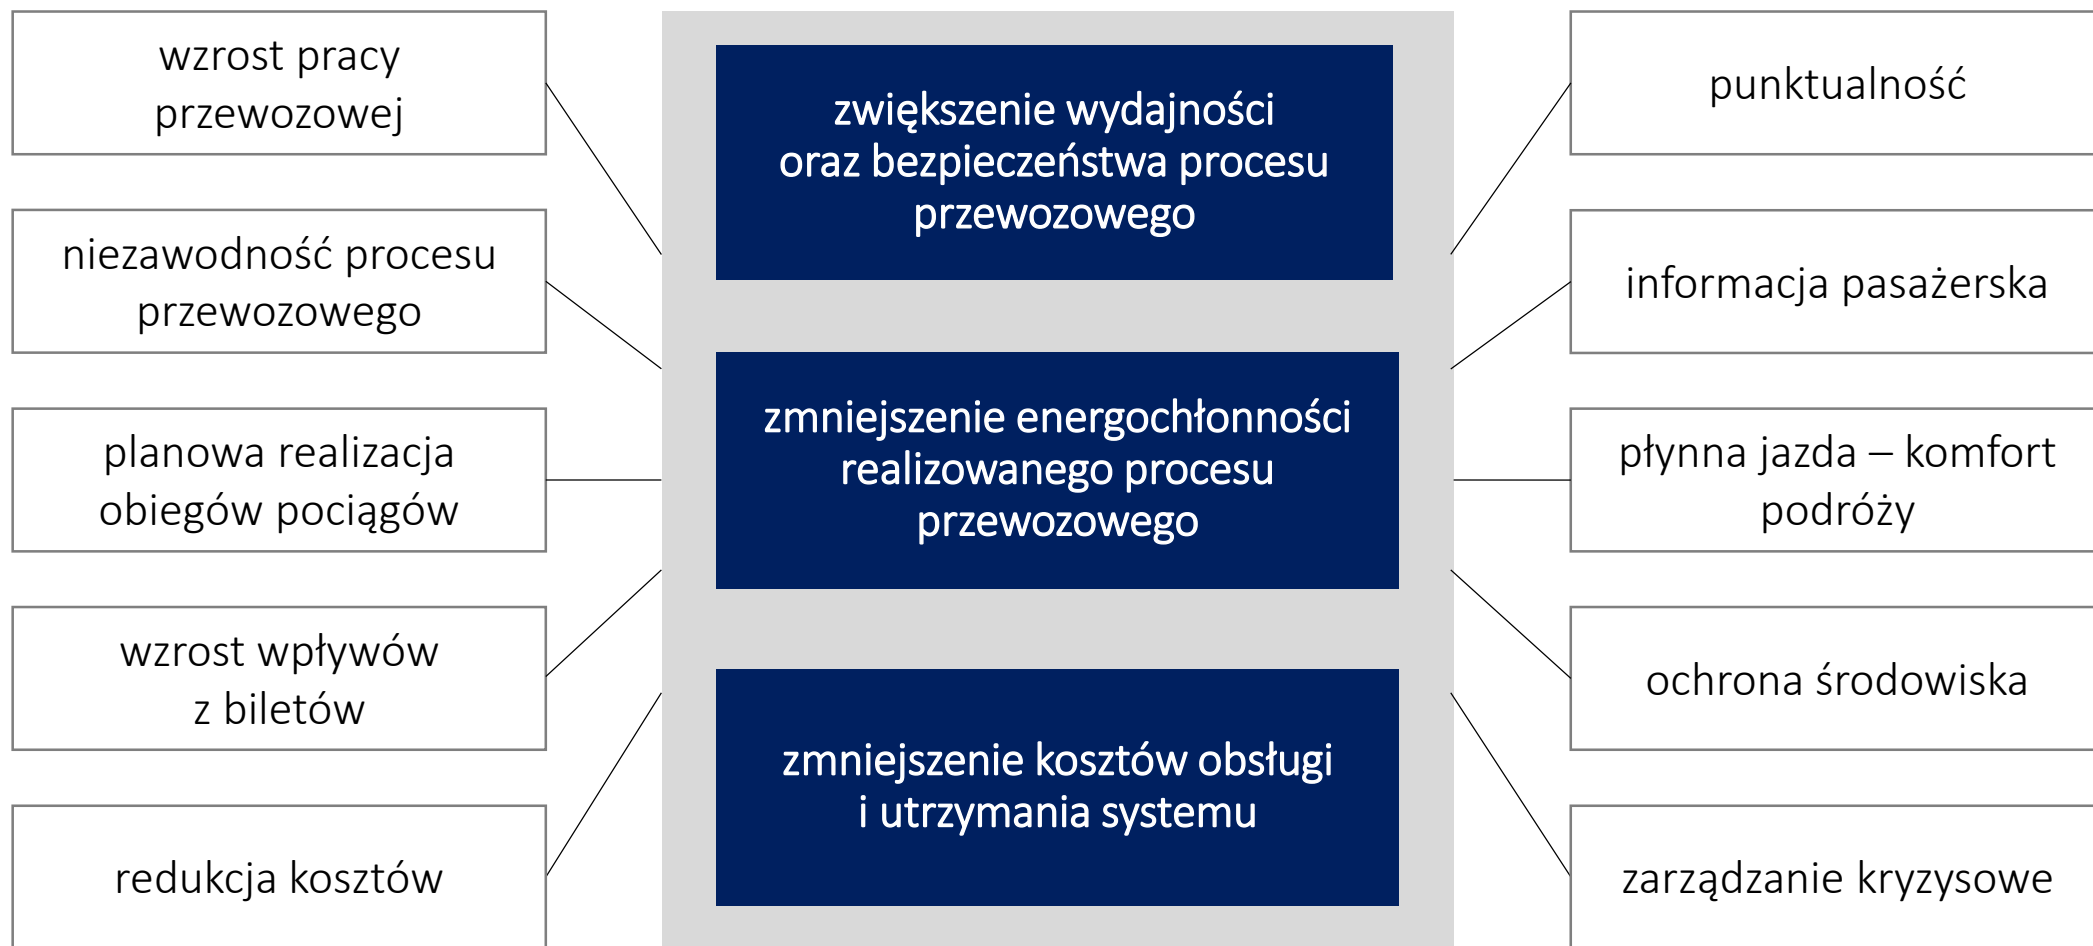 wzrost pracy
przewozowej
niezawodność procesu
przewozowego
planowa realizacja
obiegów pociągów
wzrost wpływów
z biletów
redukcja kosztów
zwiększenie wydajności
oraz bezpieczeństwa procesu
przewozowego
zmniejszenie energochłonności
realizowanego procesu
przewozowego
zmniejszenie kosztów obsługi
i utrzymania systemu
punktualność
informacja pasażerska
płynna jazda – komfort
podróży
ochrona środowiska
zarządzanie kryzysowe